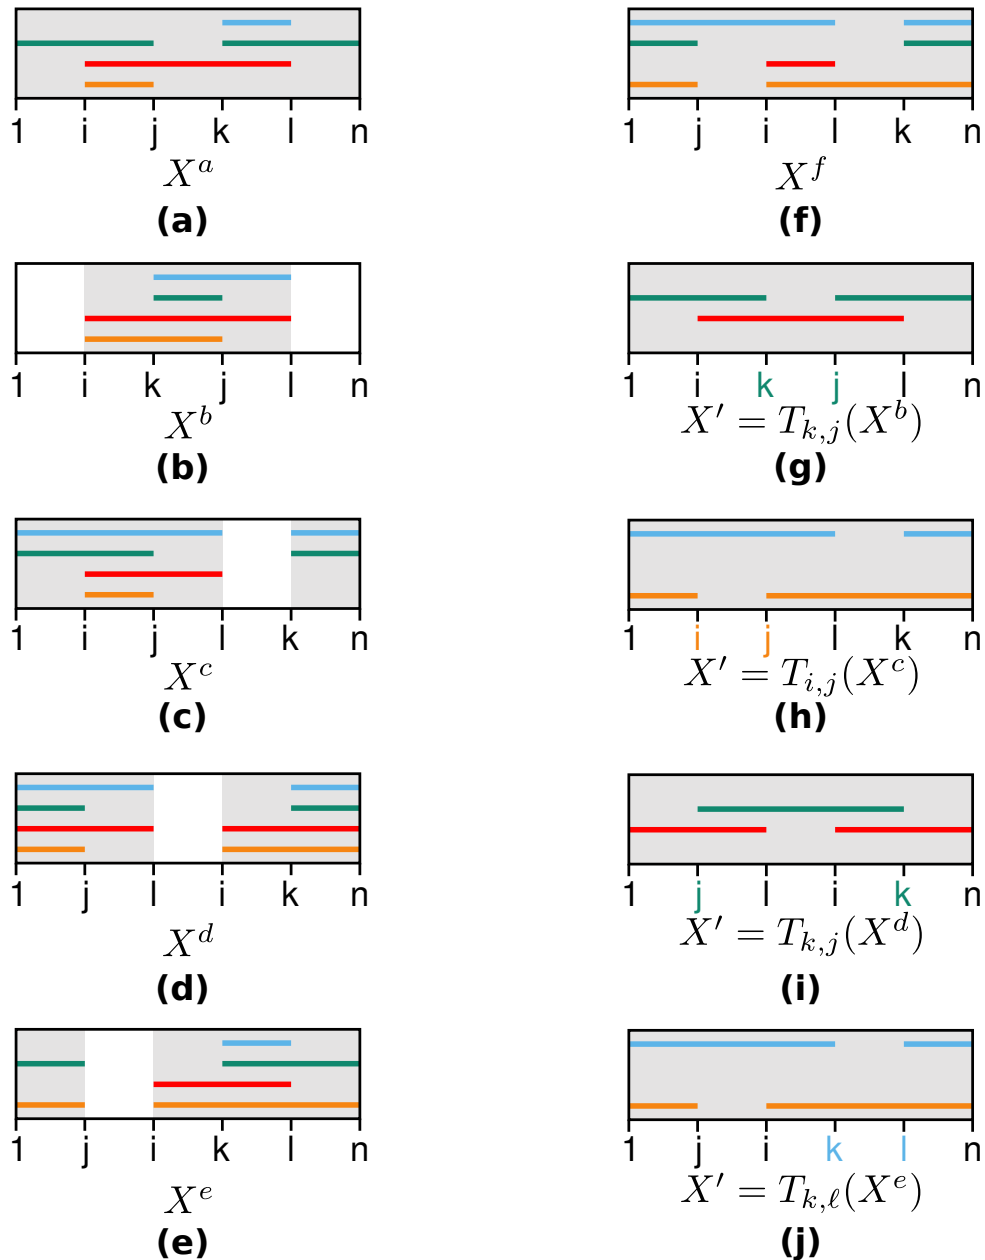 1 i j k l n
X^a
(a)
1 i k j l n
X^b
(b)
1 i j l k n
X^c
(c)
1 j l i k n
X^d
(d)
1 j i k l n
X^e
(e)
1 j i l k n
X^f
(f)
1 i k j l n
X′ = T_{k,j}(X^b)
(g)
1 i j l k n
X′ = T_{i,j}(X^c)
(h)
1 j l i k n
X′ = T_{k,j}(X^d)
(i)
1 j i k l n
X′ = T_{k,ℓ}(X^e)
(j)